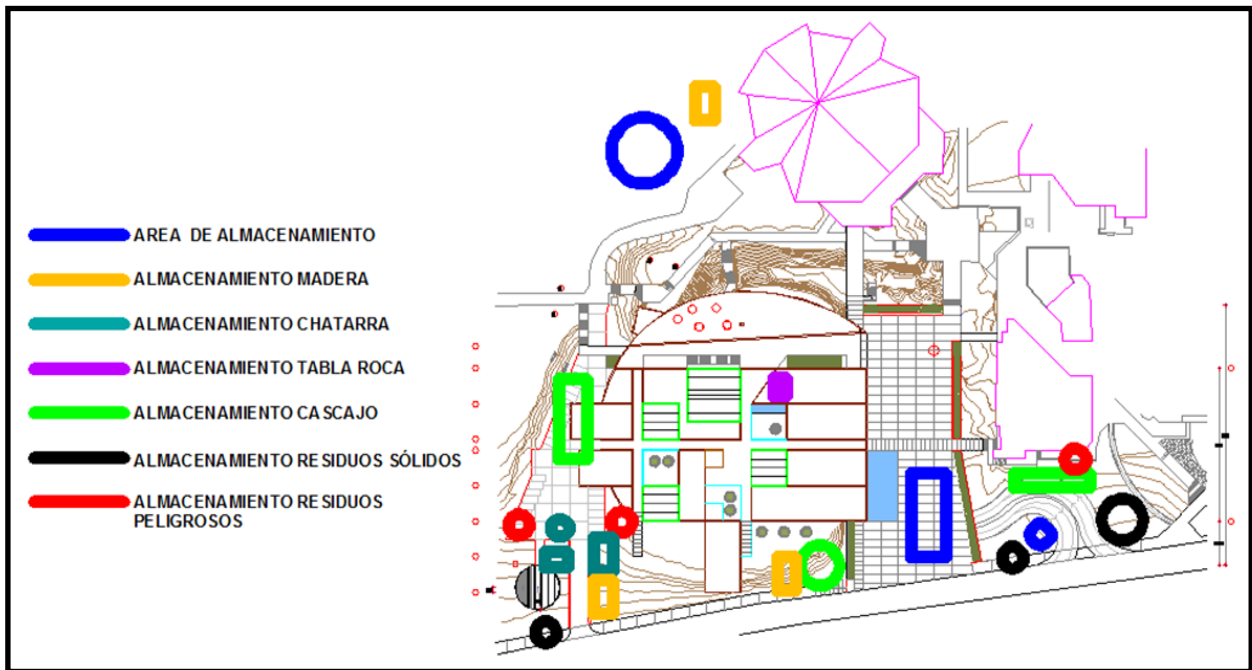 AREA DE ALMACENAMIENTO
ALMACENAMIENTO MADERA
ALMACENAMIENTO CHATARRA
ALMACENAMIENTO TABLA ROCA
ALMACENAMIENTO CASCAJO
ALMACENAMIENTO RESIDUOS SÓLIDOS
ALMACENAMIENTO RESIDUOS
PELIGROSOS